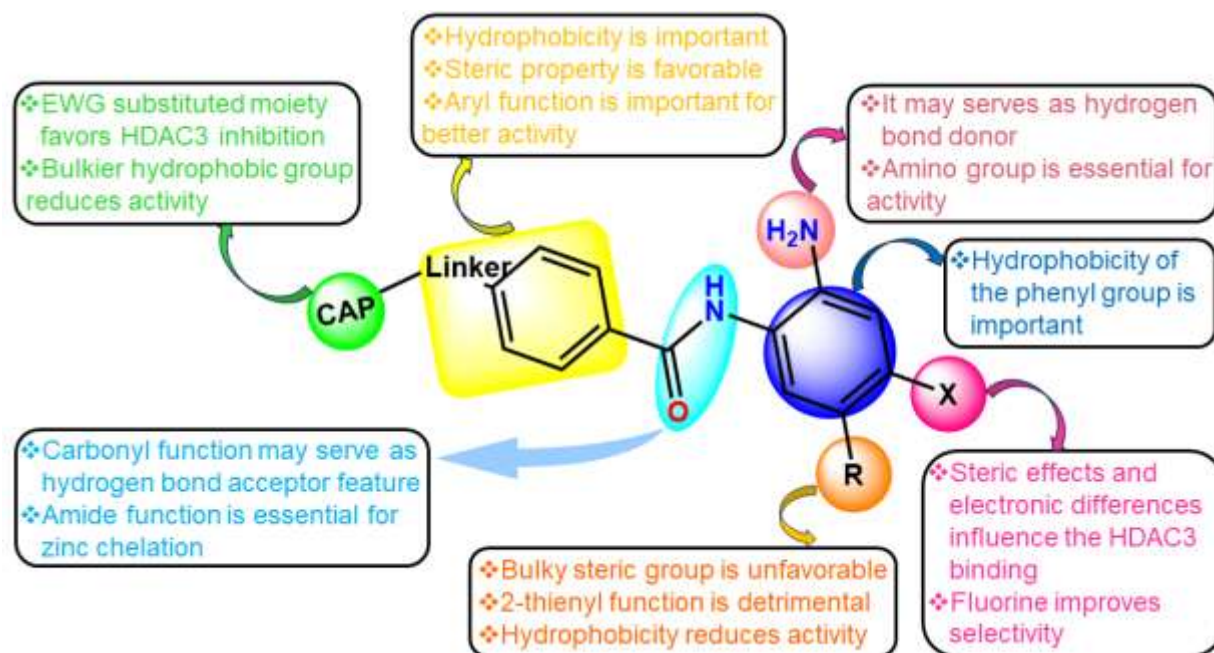 ❖Hydrophobicity is important
❖Steric property is favorable
❖Aryl function is important for
better activity
❖EWG substituted moiety
favors HDAC3 inhibition
❖Bulkier hydrophobic group
reduces activity
❖It may serves as hydrogen
bond donor
❖Amino group is essential for
activity
❖Hydrophobicity of
the phenyl group is
important
H₂N
Linker
CAP
H
N
O
X
R
❖Carbonyl function may serve as
hydrogen bond acceptor feature
❖Amide function is essential for
zinc chelation
❖Bulky steric group is unfavorable
❖2-thienyl function is detrimental
❖Hydrophobicity reduces activity
❖Steric effects and
electronic differences
influence the HDAC3
binding
❖Fluorine improves
selectivity